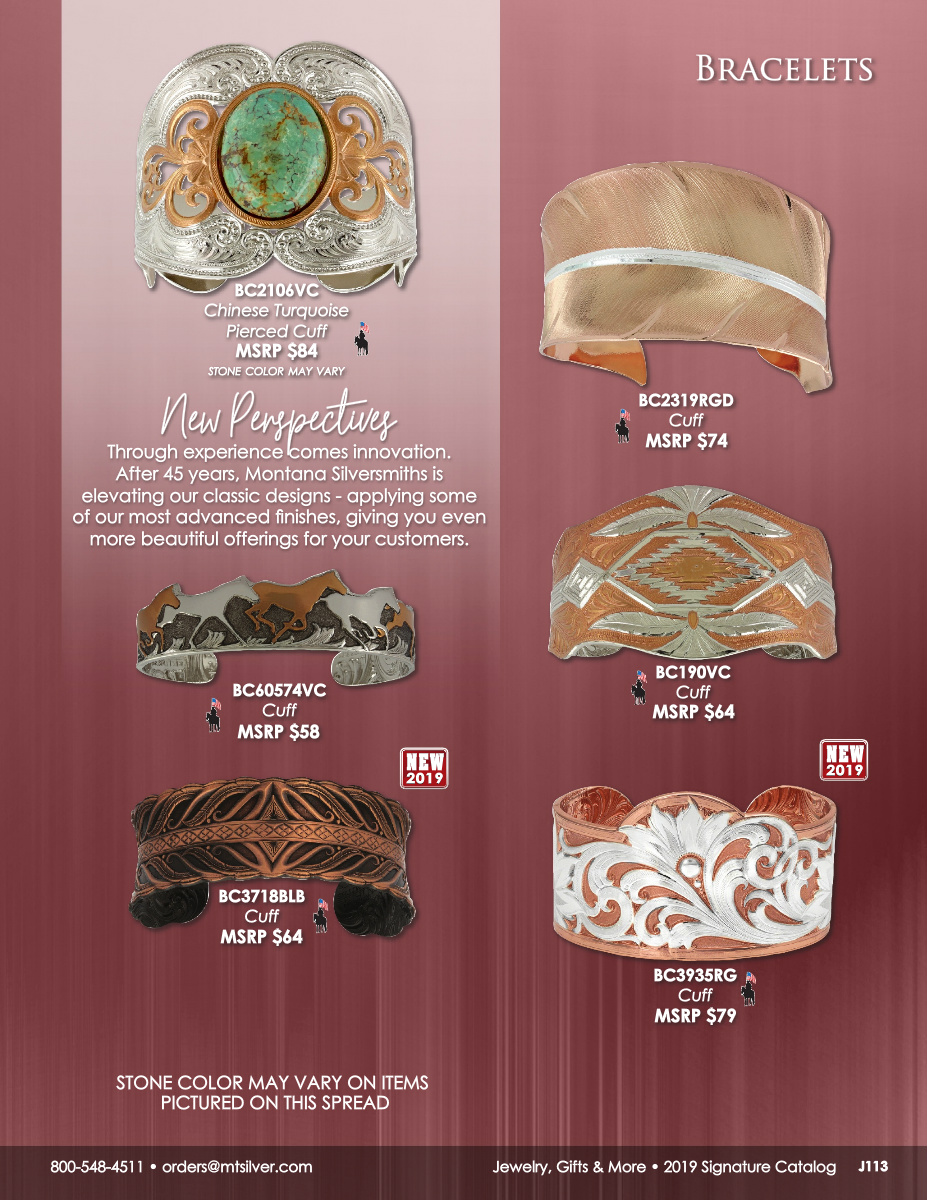 BRACELETS
BC2106VC
Chinese Turquoise
Pierced Cuff
MSRP $84
STONE COLOR MAY VARY
New Perspectives
Through experience comes innovation.
After 45 years, Montana Silversmiths is
elevating our classic designs - applying some
of our most advanced finishes, giving you even
more beautiful offerings for your customers.
BC60574VC
Cuff
MSRP $58
NEW
2019
BC3718BLB
Cuff
MSRP $64
BC2319RGD
Cuff
MSRP $74
BC190VC
Cuff
MSRP $64
NEW
2019
BC3935RG
Cuff
MSRP $79
STONE COLOR MAY VARY ON ITEMS
PICTURED ON THIS SPREAD
800-548-4511 • orders@mtsilver.com
Jewelry, Gifts & More • 2019 Signature Catalog J113